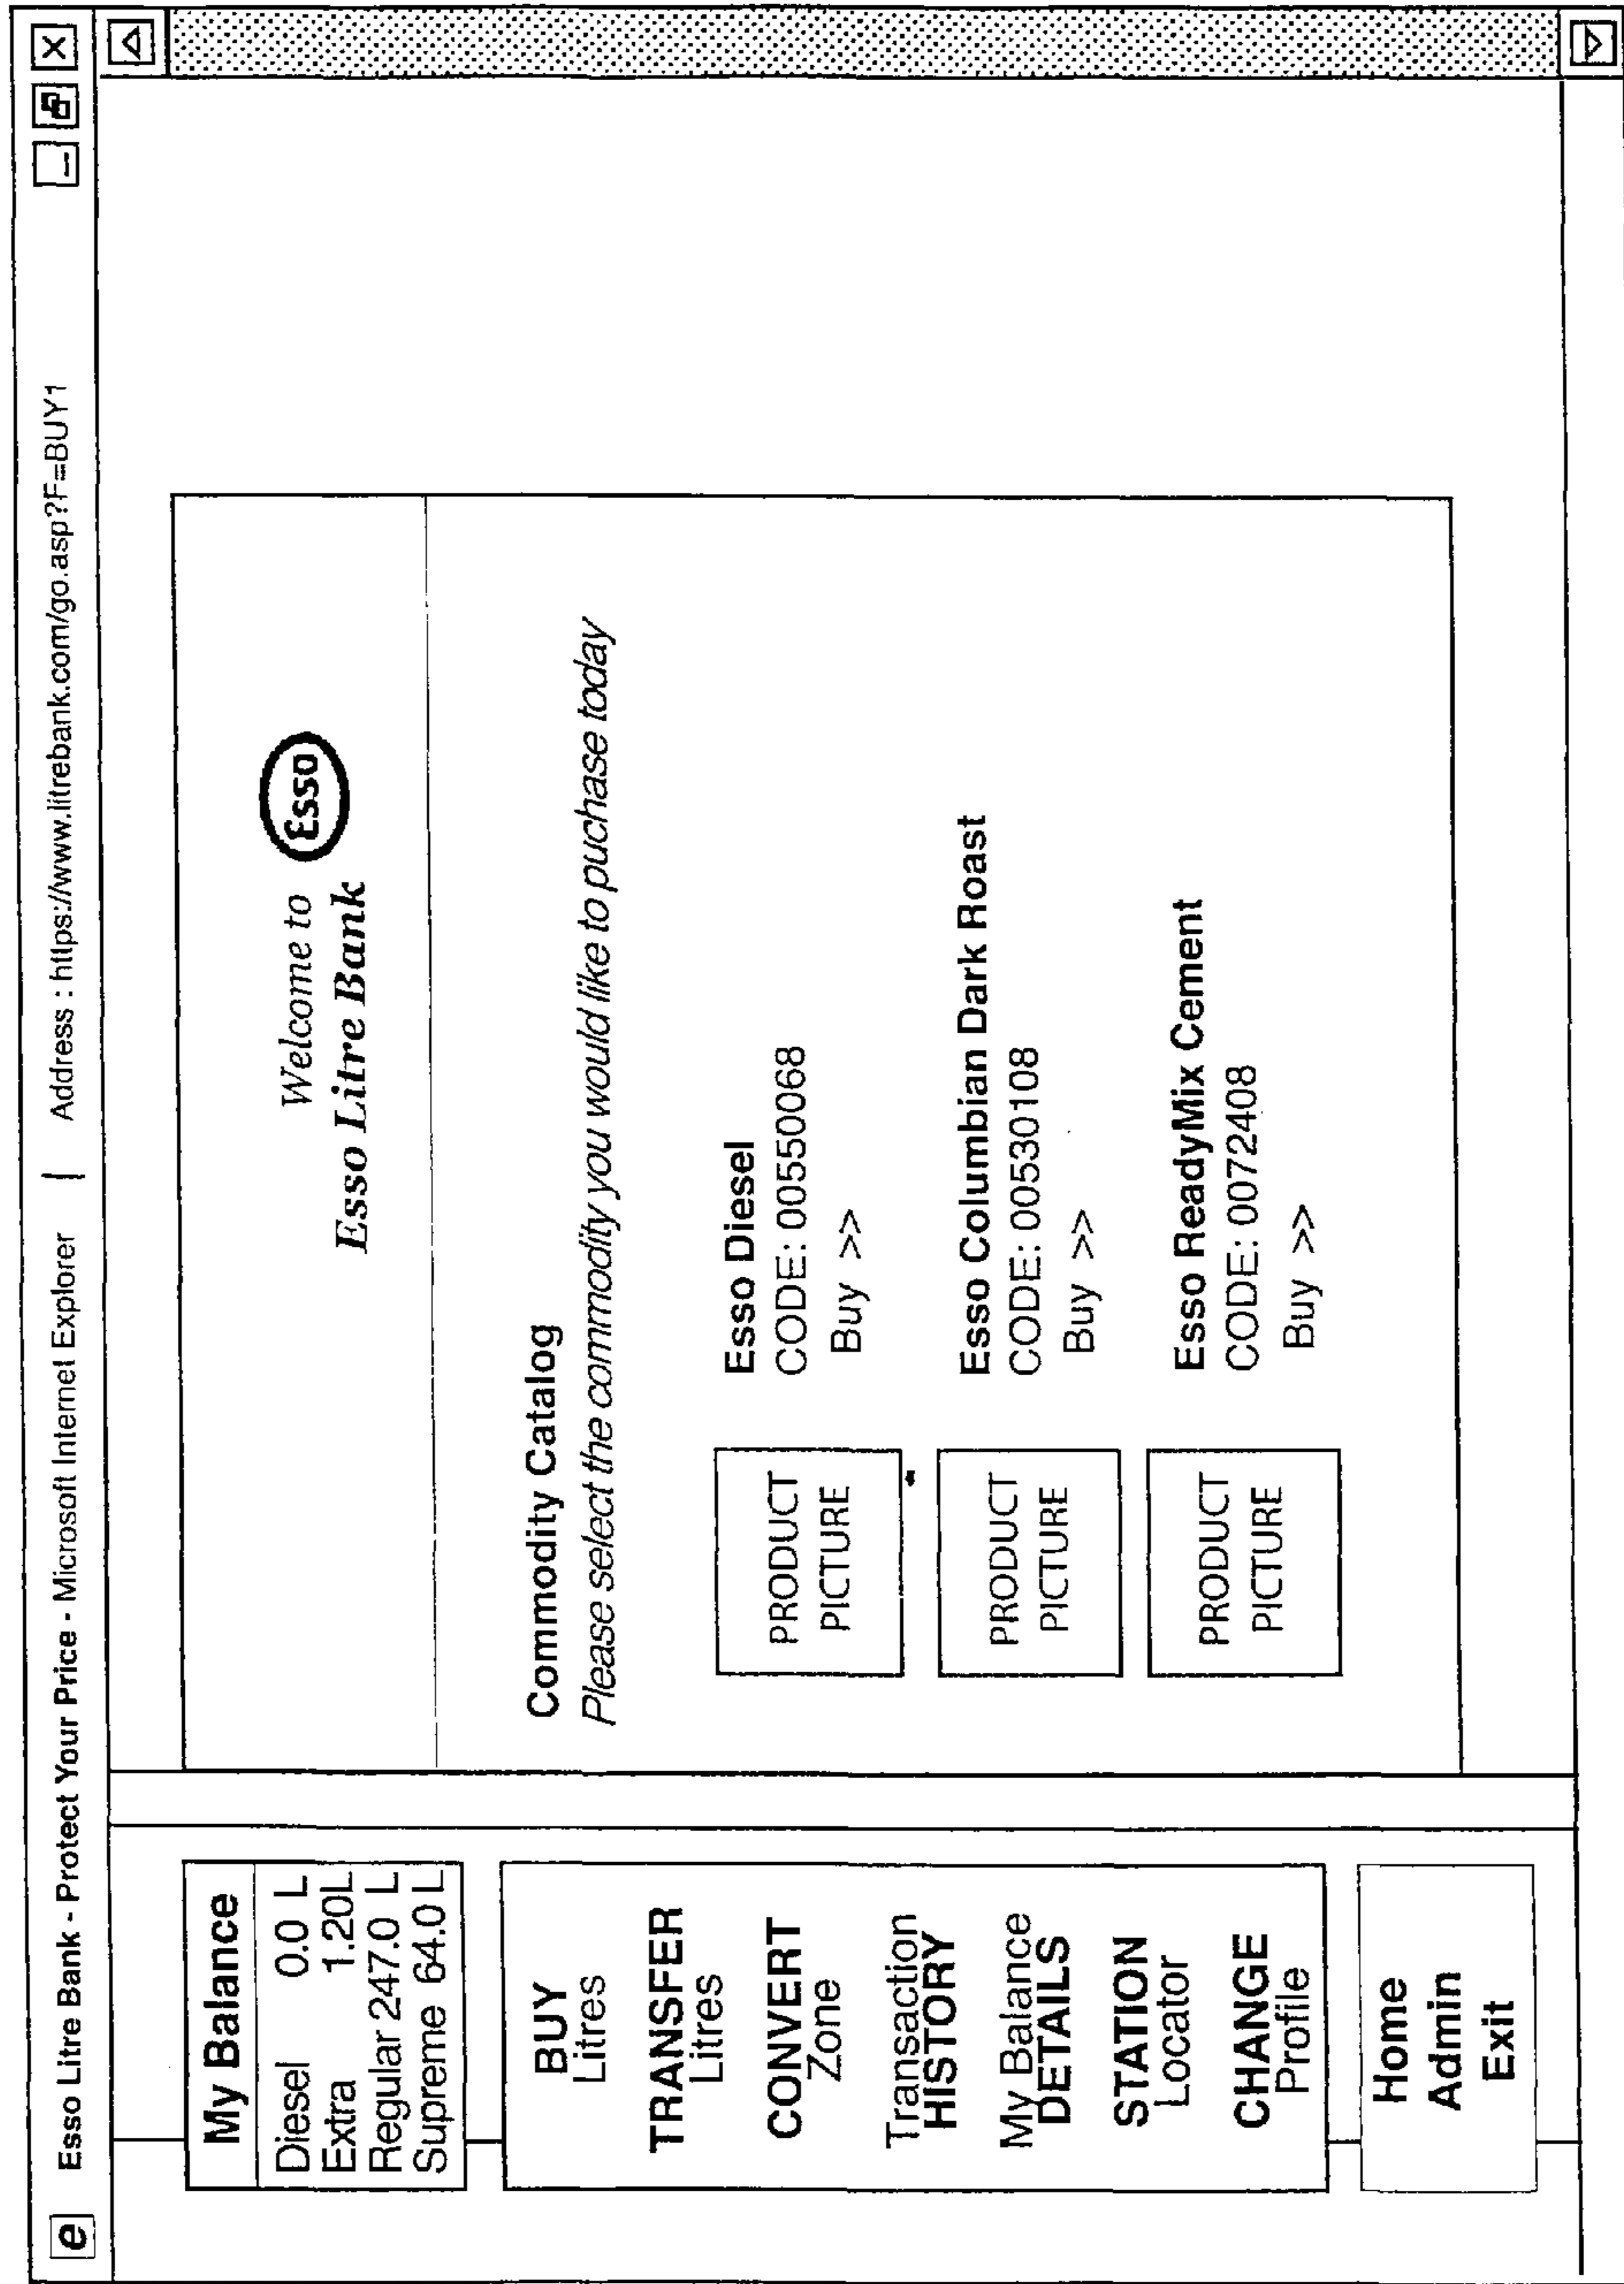 e Esso Litre Bank - Protect Your Price - Microsoft Internet Explorer | Address : https://www.litrebank.com/go.asp?F=BUY1
My Balance
Diesel 0.0 L
Extra 1.20L
Regular 247.0 L
Supreme 64.0 L
BUY
Litres
TRANSFER
Litres
CONVERT
Zone
Transaction
HISTORY
My Balance
DETAILS
STATION
Locator
CHANGE
Profile
Home
Admin
Exit
Welcome to
Esso
Esso Litre Bank
Commodity Catalog
Please select the commodity you would like to puchase today
PRODUCT
PICTURE
Esso Diesel
CODE: 00550068
Buy >>
PRODUCT
PICTURE
Esso Columbian Dark Roast
CODE: 00530108
Buy >>
PRODUCT
PICTURE
Esso ReadyMix Cement
CODE: 0072408
Buy >>